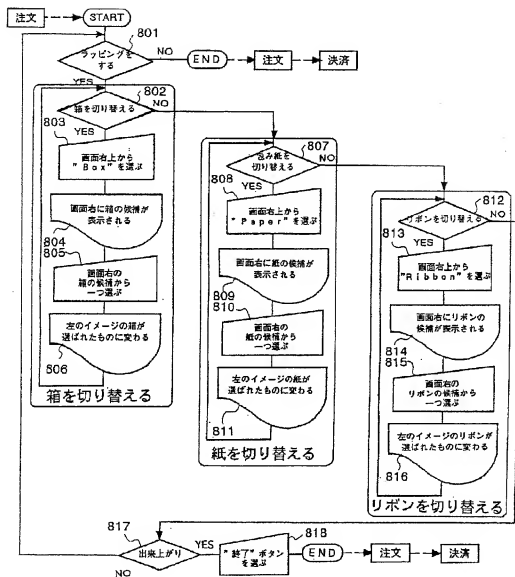 注文
START
801
ラッピングを
する
NO
END
注文
決済
YES
802
箱を切り替える
NO
803
YES
画面右上から
"Box"を選ぶ
画面右に箱の候補が
表示される
804
805
画面右の
箱の候補から
一つ選ぶ
左のイメージの箱が
選ばれたものに変わる
806
箱を切り替える
807
包み紙を
切り替える
NO
808
YES
画面右上から
"Paper"を選ぶ
画面右に紙の候補が
表示される
809
810
画面右の
紙の候補から
一つ選ぶ
左のイメージの紙が
選ばれたものに変わる
811
紙を切り替える
812
リボンを切り替える
NO
813
YES
画面右上から
"Ribbon"を選ぶ
画面右にリボンの
候補が表示される
814
815
画面右の
リボンの候補から
一つ選ぶ
左のイメージのリボンが
選ばれたものに変わる
816
リボンを切り替える
817
出来上がり
YES
NO
818
"終了"ボタン
を選ぶ
END
注文
決済